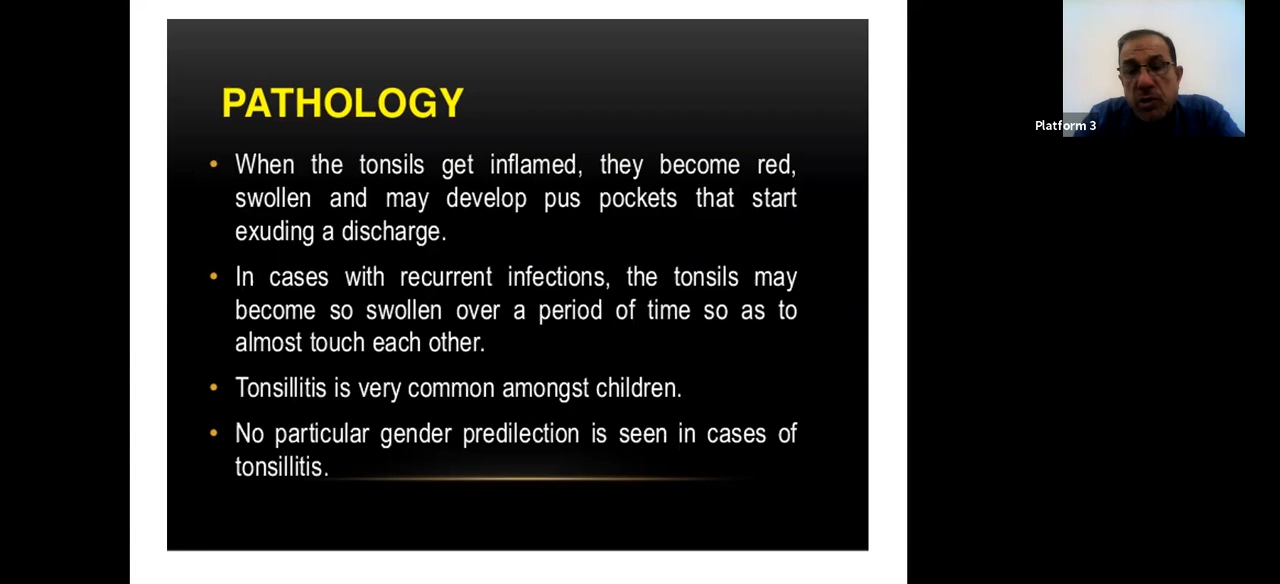 PATHOLOGY
• When the tonsils get inflamed, they become red,
swollen and may develop pus pockets that start
exuding a discharge.
• In cases with recurrent infections, the tonsils may
become so swollen over a period of time so as to
almost touch each other.
• Tonsillitis is very common amongst children.
• No particular gender predilection is seen in cases of
tonsillitis.
Platform 3